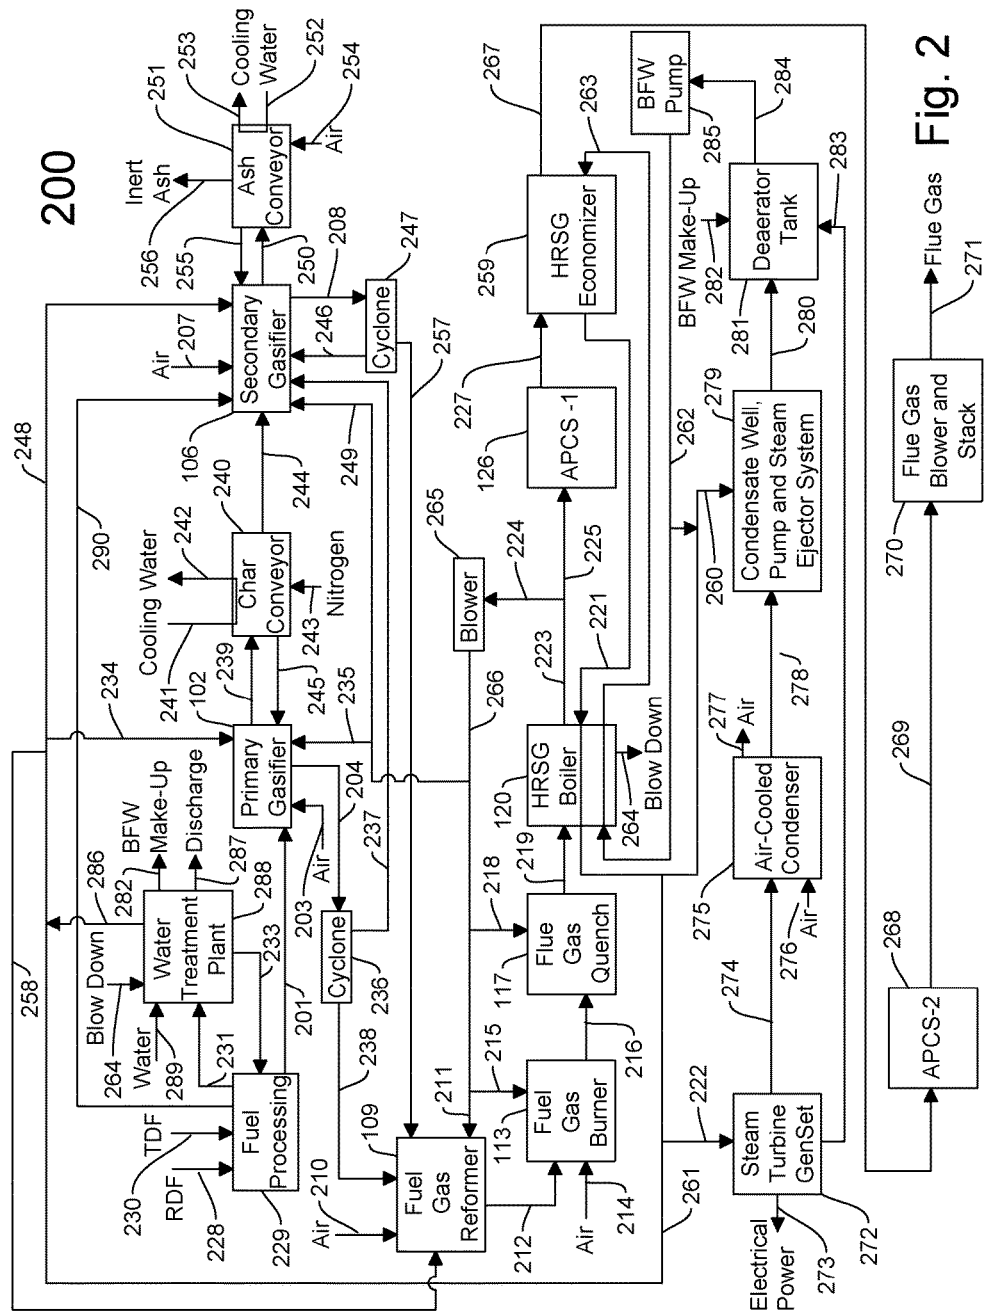 200
Fig. 2
RDF
228
TDF
230
Fuel
Processing
229
Blow Down
264
Water
289
231
Water
Treatment
Plant
288
286
282
BFW
Make-Up
Discharge
287
233
201
258
234
Primary
Gasifier
102
Air
203
204
235
239
245
Cooling Water
241
242
Char
Conveyor
240
Nitrogen
243
244
290
248
Air
207
Secondary
Gasifier
106
249
246
208
Cyclone
247
257
250
255
Ash
Conveyor
251
Inert
Ash
256
253
Cooling
Water
252
254
Air
Cyclone
236
237
238
Air
210
Fuel
Gas
Reformer
109
211
212
Fuel
Gas
Burner
113
215
Air
214
216
Flue
Gas
Quench
117
218
219
HRSG
Boiler
120
264
Blow Down
266
Blower
265
223
224
225
221
APCS -1
126
227
HRSG
Economizer
259
267
263
262
BFW
Pump
285
284
261
222
Steam
Turbine
GenSet
272
Electrical
Power
273
274
Air-Cooled
Condenser
275
Air
276
277
Air
278
Condensate Well,
Pump and Steam
Ejector System
279
260
280
Deaerator
Tank
281
BFW Make-Up
282
283
APCS-2
268
269
Flue Gas
Blower and
Stack
270
271
Flue Gas